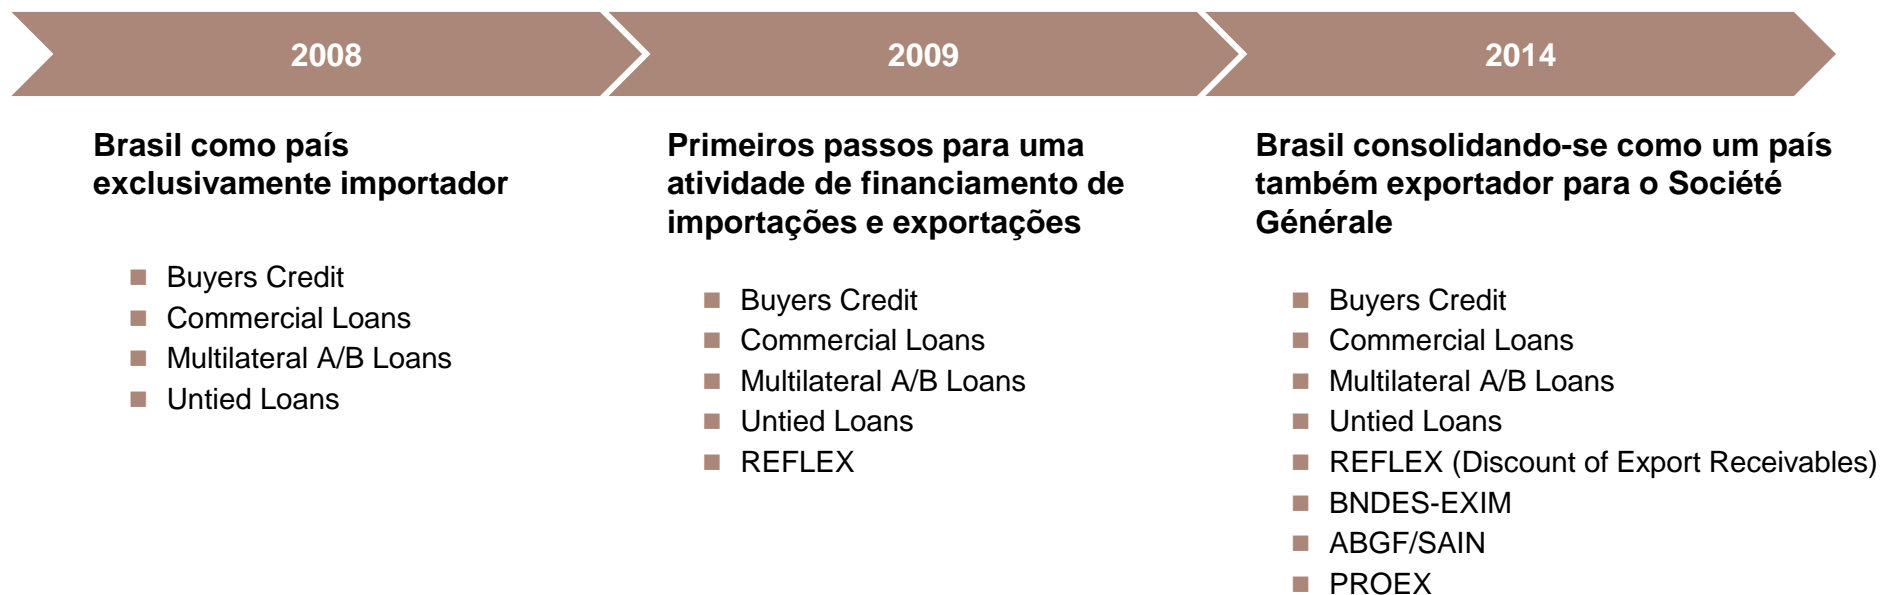 2008
Brasil como país
exclusivamente importador
Buyers Credit
Commercial Loans
Multilateral A/B Loans
Untied Loans
2009
Primeiros passos para uma
atividade de financiamento de
importações e exportações
Buyers Credit
Commercial Loans
Multilateral A/B Loans
Untied Loans
REFLEX
2014
Brasil consolidando-se como um país
também exportador para o Société
Générale
Buyers Credit
Commercial Loans
Multilateral A/B Loans
Untied Loans
REFLEX (Discount of Export Receivables)
BNDES-EXIM
ABGF/SAIN
PROEX